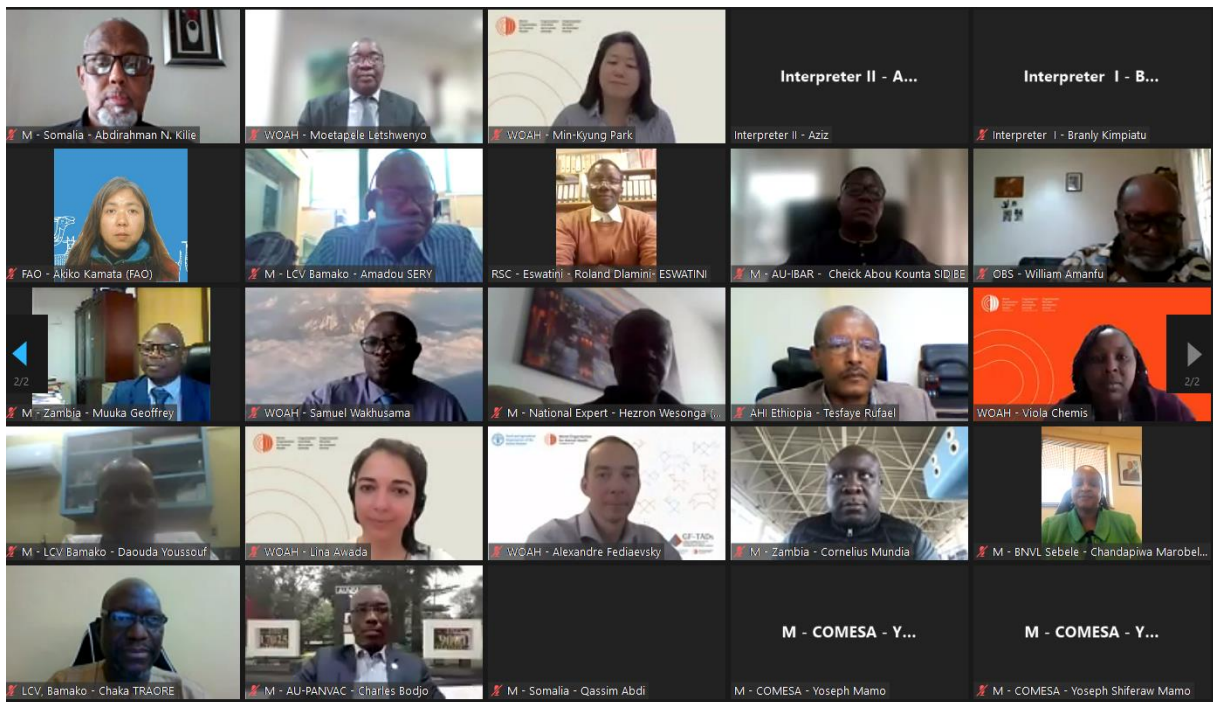 M - Somalia - Abdirahman N. Kilie
WOAH - Moetapele Letshwenyo
WOAH - Min-Kyung Park
Interpreter II - A...
Interpreter II - Aziz
Interpreter I - B...
Interpreter I - Branly Kimpiatu
FAO - Akiko Kamata (FAO)
M - LCV Bamako - Amadou SERY
RSC - Eswatini - Roland Dlamini- ESWATINI
M - AU-IBAR - Cheick Abou Kounta SIDIBE
OBS - William Amanfu
2/2
M - Zambia - Muuka Geoffrey
WOAH - Samuel Wakhusama
M - National Expert - Hezron Wesonga (...
AHI Ethiopia - Tesfaye Rufael
WOAH - Viola Chemis
2/2
M - LCV Bamako - Daouda Youssouf
WOAH - Lina Awada
WOAH - Alexandre Fediaevsky
GF-TADs
M - Zambia - Cornelius Mundia
M - BNVL Sebele - Chandapiwa Marobel...
LCV, Bamako - Chaka TRAORE
M - AU-PANVAC - Charles Bodjo
M - Somalia - Qassim Abdi
M - COMESA - Y...
M - COMESA - Yoseph Mamo
M - COMESA - Y...
M - COMESA - Yoseph Shiferaw Mamo